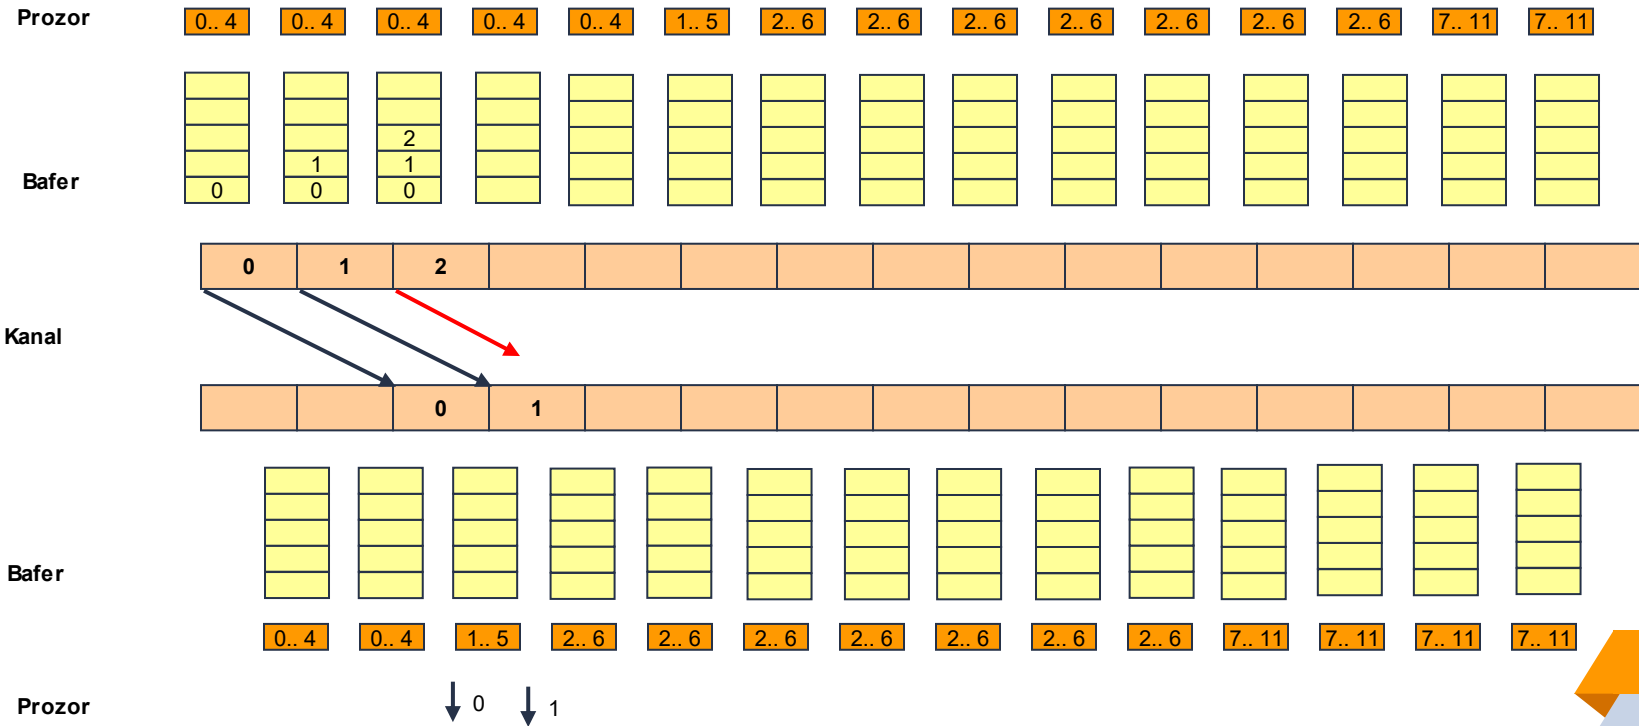 Prozor 0.. 4 0.. 4 0.. 4 0.. 4 0.. 4 1.. 5 2.. 6 2.. 6 2.. 6 2.. 6 2.. 6 2.. 6 2.. 6 7.. 11 7.. 11
2
1 1
Bafer 0 0 0
0 1 2
Kanal
0 1
Bafer
0.. 4 0.. 4 1.. 5 2.. 6 2.. 6 2.. 6 2.. 6 2.. 6 2.. 6 2.. 6 7.. 11 7.. 11 7.. 11 7.. 11
Prozor 0 1